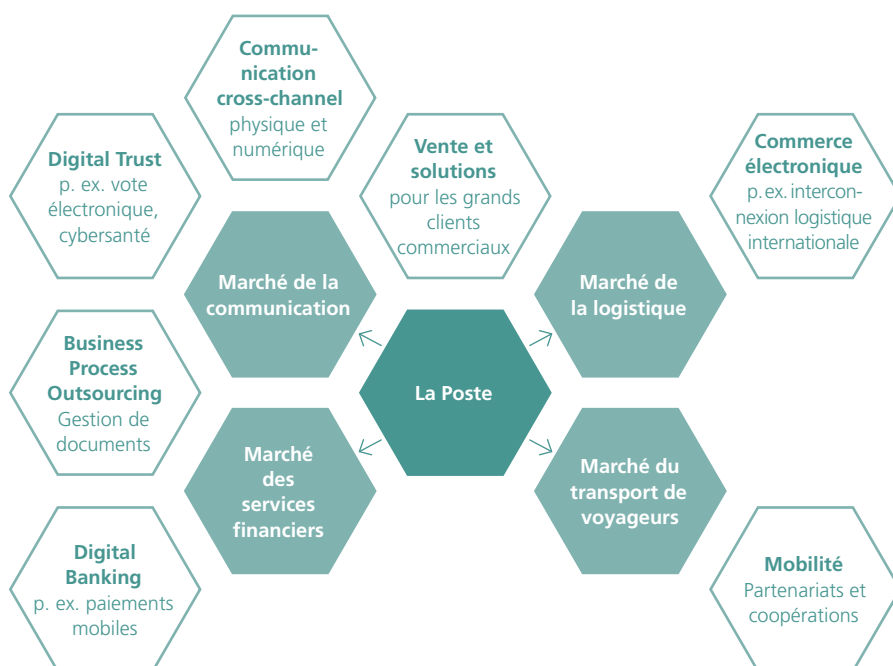 Commu-
nication
cross-channel
physique et
numérique
Digital Trust
p. ex. vote
électronique,
cybersanté
Vente et
solutions
pour les grands
clients
commerciaux
Commerce
électronique
p. ex. intercon-
nexion logistique
internationale
Marché de la
communication
Marché de
la logistique
Business
Process
Outsourcing
Gestion de
documents
La Poste
Marché
des
services
financiers
Marché du
transport de
voyageurs
Digital
Banking
p. ex. paiements
mobiles
Mobilité
Partenariats et
coopérations